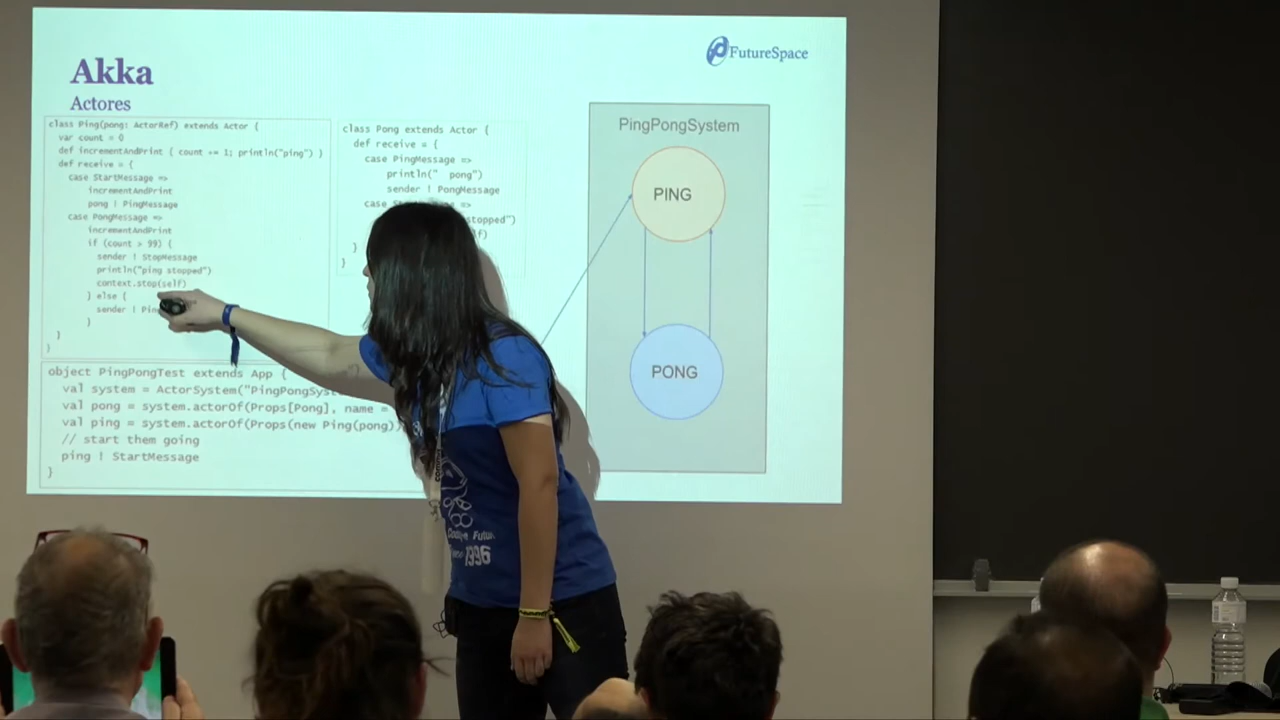 Akka
Actores
FutureSpace
class Ping(pong: ActorRef) extends Actor {
var count = 0
def incrementAndPrint { count += 1; println("ping") }
def receive = {
case StartMessage =>
incrementAndPrint
pong ! PingMessage
case PongMessage =>
incrementAndPrint
if (count > 99) {
sender ! StopMessage
println("ping stopped")
context.stop(self)
} else {
sender !
}
}
}
class Pong extends Actor {
def receive = {
case PingMessage =>
println(" pong")
sender ! PongMessage
case =>
stopped")
}
}
object PingPongTest extends App {
val system = ActorSystem("PingPongSyst
val pong = system.actorOf(Props[Pong], name =
val ping = system.actorOf(Props(new Ping(pong)
// start them going
ping ! StartMessage
}
PingPongSystem
PING
PONG
1996